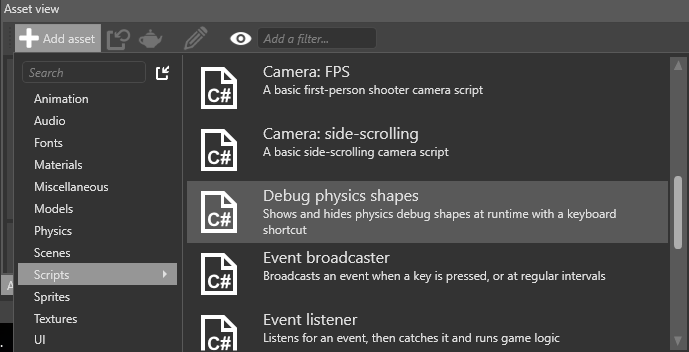 Asset view
Add asset
Add a filter...
Search
Animation
Audio
Fonts
Materials
Miscellaneous
Models
Physics
Scenes
Scripts
Sprites
Textures
UI
C#
Camera: FPS
A basic first-person shooter camera script
C#
Camera: side-scrolling
A basic side-scrolling camera script
C#
Debug physics shapes
Shows and hides physics debug shapes at runtime with a keyboard
shortcut
C#
Event broadcaster
Broadcasts an event when a key is pressed, or at regular intervals
C#
Event listener
Listens for an event, then catches it and runs game logic